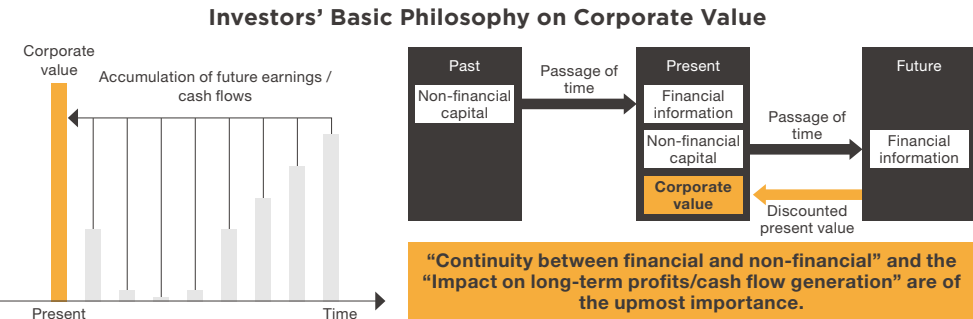 Investors’ Basic Philosophy on Corporate Value
Corporate
value
Accumulation of future earnings /
cash flows
Present
Time
Past
Non-financial
capital
Passage of
time
Present
Financial
information
Non-financial
capital
Corporate
value
Passage of
time
Future
Financial
information
Discounted
present value
“Continuity between financial and non-financial” and the
“Impact on long-term profits/cash flow generation” are of
the upmost importance.